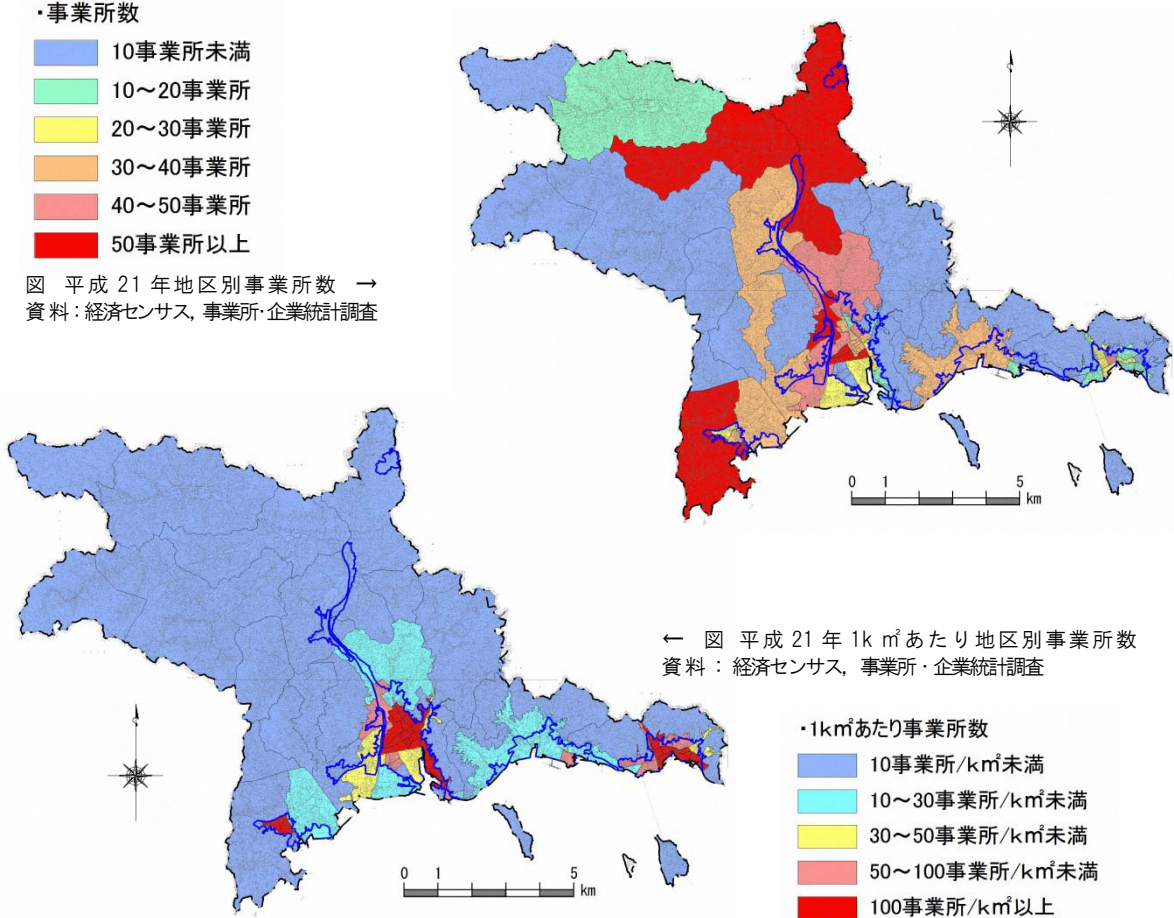 ・事業所数
10事業所未満
10～20事業所
20～30事業所
30～40事業所
40～50事業所
50事業所以上
図 平成 21 年地区別事業所数 →
資料：経済センサス，事業所・企業統計調査
0 1 5
km
← 図 平成 21 年 1k ㎡あたり地区別事業所数
資料：経済センサス，事業所・企業統計調査
0 1 5
km
・1k㎡あたり事業所数
10事業所/k㎡未満
10～30事業所/k㎡未満
30～50事業所/k㎡未満
50～100事業所/k㎡未満
100事業所/k㎡以上